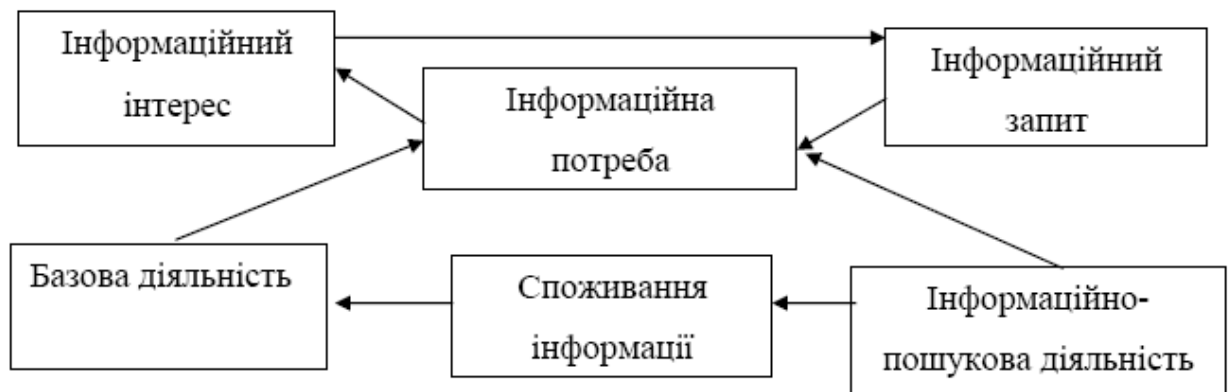 Інформаційний
інтерес
Інформаційна
потреба
Інформаційний
запит
Базова діяльність
Споживання
інформації
Інформаційно-
пошукова діяльність